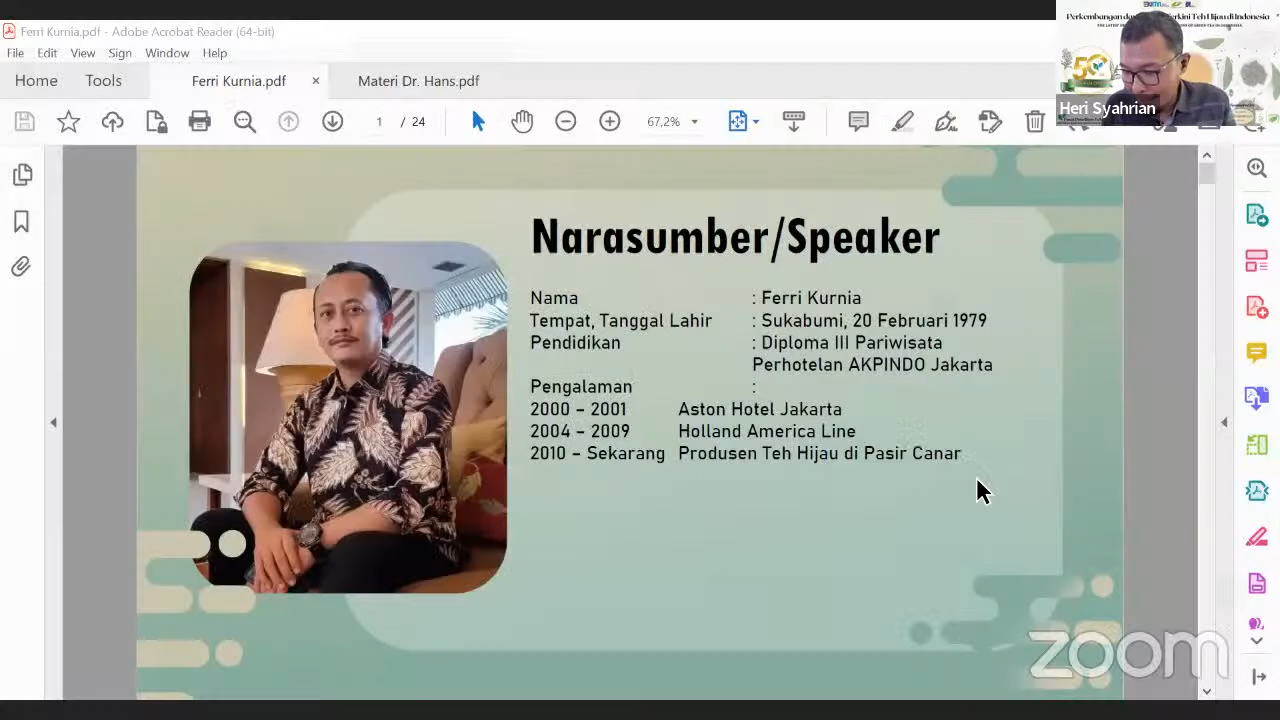 Ferri Kurnia.pdf - Adobe Acrobat Reader (64-bit)
File Edit View Sign Window Help
Home Tools Ferri Kurnia.pdf × Materi Dr. Hans.pdf
1 / 24 67,2%
Heri Syahrian
Narasumber/Speaker
Nama : Ferri Kurnia
Tempat, Tanggal Lahir : Sukabumi, 20 Februari 1979
Pendidikan : Diploma III Pariwisata
Perhotelan AKPINDO Jakarta
Pengalaman :
2000 – 2001 Aston Hotel Jakarta
2004 – 2009 Holland America Line
2010 – Sekarang Produsen Teh Hijau di Pasir Canar
zoom